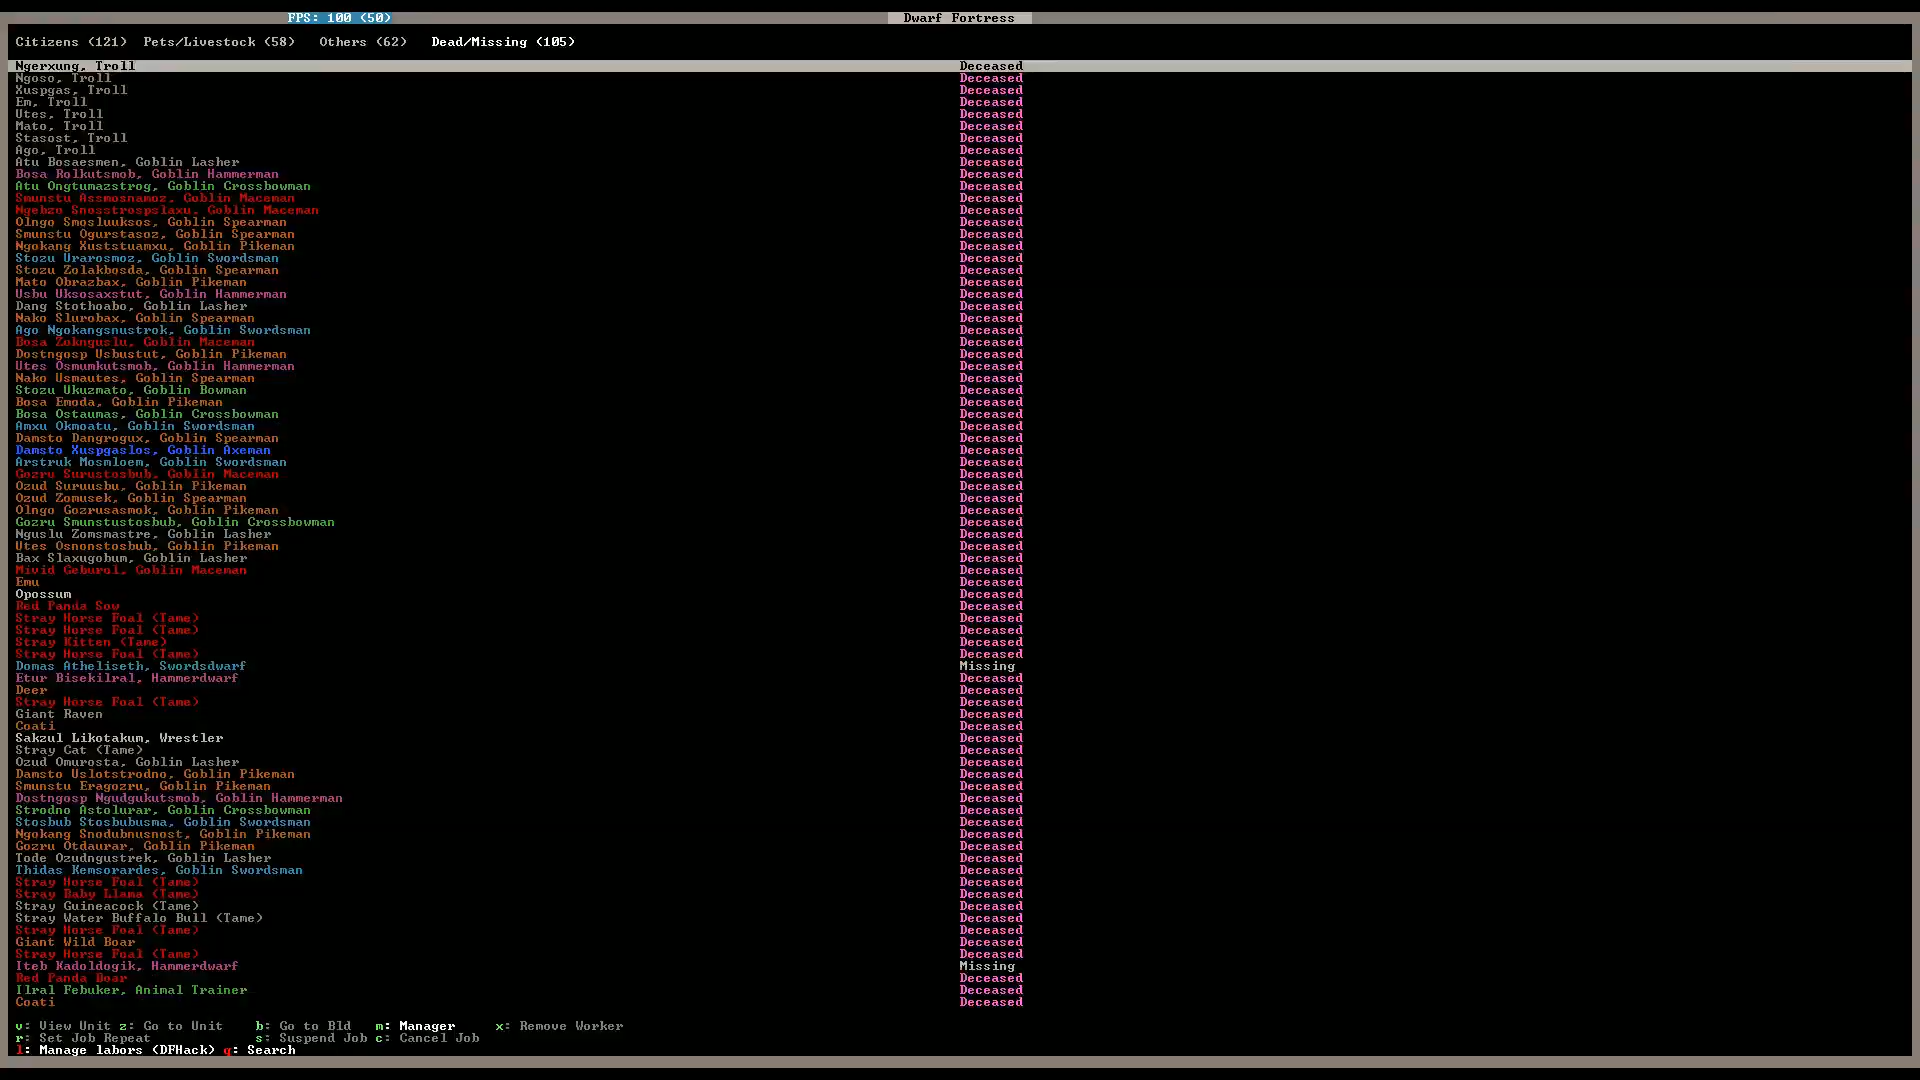 FPS: 100 (50) Dwarf Fortress
Citizens (121) Pets/Livestock (58) Others (62) Dead/Missing (105)
Ngerxung, Troll Deceased
Ngoso, Troll Deceased
Xuspgas, Troll Deceased
Em, Troll Deceased
Utes, Troll Deceased
Mato, Troll Deceased
Stasost, Troll Deceased
Ago, Troll Deceased
Atu Bosaesmen, Goblin Lasher Deceased
Bosa Rolkutsmob, Goblin Hammerman Deceased
Atu Ongtumazstrog, Goblin Crossbowman Deceased
Smunstu Assmosnamoz, Goblin Maceman Deceased
Ngebzo Snosstrospslaxu, Goblin Maceman Deceased
Olngo Smosluuksos, Goblin Spearman Deceased
Smunstu Ogurstasoz, Goblin Spearman Deceased
Ngokang Xuststuamxu, Goblin Pikeman Deceased
Stozu Urarosmoz, Goblin Swordsman Deceased
Stozu Zolakbosda, Goblin Spearman Deceased
Mato Obrazbax, Goblin Pikeman Deceased
Usbu Uksosaxstut, Goblin Hammerman Deceased
Dang Stothoabo, Goblin Lasher Deceased
Nako Slurobax, Goblin Spearman Deceased
Ago Ngokangsnustrok, Goblin Swordsman Deceased
Bosa Zoknguslu, Goblin Maceman Deceased
Dostngosp Usbustut, Goblin Pikeman Deceased
Utes Osmumkutsmob, Goblin Hammerman Deceased
Nako Usmautes, Goblin Spearman Deceased
Stozu Ukuzmato, Goblin Bowman Deceased
Bosa Emoda, Goblin Pikeman Deceased
Bosa Ostaumas, Goblin Crossbowman Deceased
Amxu Okmoatu, Goblin Swordsman Deceased
Damsto Dangrogux, Goblin Spearman Deceased
Damsto Xuspgaslos, Goblin Axeman Deceased
Arstruk Mosmloem, Goblin Swordsman Deceased
Gozru Surustosbub, Goblin Maceman Deceased
Ozud Suruusbu, Goblin Pikeman Deceased
Ozud Zomusek, Goblin Spearman Deceased
Olngo Gozrusasmok, Goblin Pikeman Deceased
Gozru Smunstustosbub, Goblin Crossbowman Deceased
Nguslu Zomsmastre, Goblin Lasher Deceased
Utes Osnonstosbub, Goblin Pikeman Deceased
Bax Slaxugobum, Goblin Lasher Deceased
Mivid Geburol, Goblin Maceman Deceased
Emu Deceased
Opossum Deceased
Red Panda Sow Deceased
Stray Horse Foal (Tame) Deceased
Stray Horse Foal (Tame) Deceased
Stray Kitten (Tame) Deceased
Stray Horse Foal (Tame) Deceased
Domas Atheliseth, Swordsdwarf Missing
Etur Bisekilral, Hammerdwarf Deceased
Deer Deceased
Stray Horse Foal (Tame) Deceased
Giant Raven Deceased
Coati Deceased
Sakzul Likotakum, Wrestler Deceased
Stray Cat (Tame) Deceased
Ozud Omurosta, Goblin Lasher Deceased
Damsto Uslotstrodno, Goblin Pikeman Deceased
Smunstu Eragozru, Goblin Pikeman Deceased
Dostngosp Ngudgukutsmob, Goblin Hammerman Deceased
Strodno Astolurar, Goblin Crossbowman Deceased
Stosbub Stosbubusma, Goblin Swordsman Deceased
Ngokang Snodubnusnost, Goblin Pikeman Deceased
Gozru Otdaurar, Goblin Pikeman Deceased
Tode Ozudngustrek, Goblin Lasher Deceased
Thidas Kemsorardes, Goblin Swordsman Deceased
Stray Horse Foal (Tame) Deceased
Stray Baby Llama (Tame) Deceased
Stray Guineacock (Tame) Deceased
Stray Water Buffalo Bull (Tame) Deceased
Stray Horse Foal (Tame) Deceased
Giant Wild Boar Deceased
Stray Horse Foal (Tame) Deceased
Iteb Kadoldogik, Hammerdwarf Missing
Red Panda Boar Deceased
Ilral Febuker, Animal Trainer Deceased
Coati Deceased
v: View Unit z: Go to Unit b: Go to Bld m: Manager x: Remove Worker
r: Set Job Repeat s: Suspend Job c: Cancel Job
l: Manage labors (DFHack) q: Search